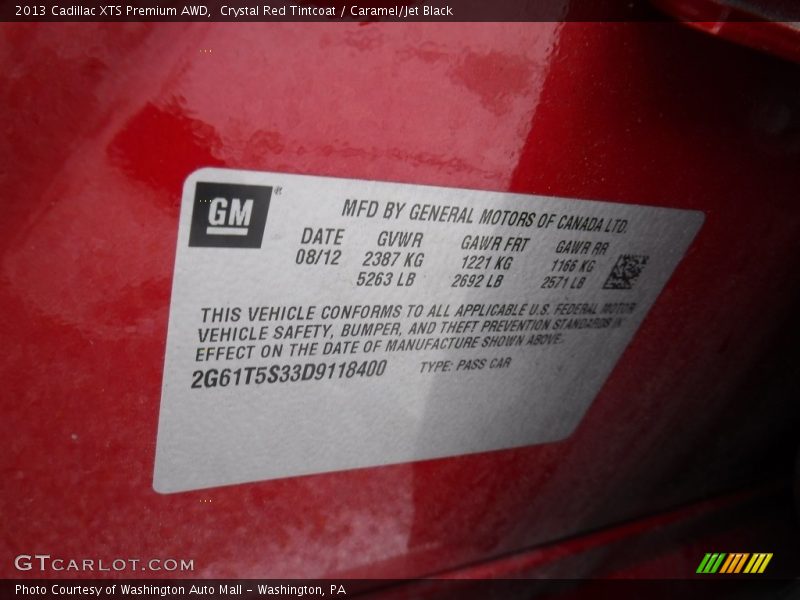 2013 Cadillac XTS Premium AWD,  Crystal Red Tintcoat / Caramel/Jet Black
GM®
MFD BY GENERAL MOTORS OF CANADA LTD.
DATE GVWR GAWR FRT GAWR RR
08/12 2387 KG 1221 KG 1166 KG
5263 LB 2692 LB 2571 LB
THIS VEHICLE CONFORMS TO ALL APPLICABLE U.S. FEDERAL MOTOR
VEHICLE SAFETY, BUMPER, AND THEFT PREVENTION STANDARDS IN
EFFECT ON THE DATE OF MANUFACTURE SHOWN ABOVE.
2G61T5S33D9118400 TYPE: PASS CAR
GTCARLOT.COM
Photo Courtesy of Washington Auto Mall - Washington, PA